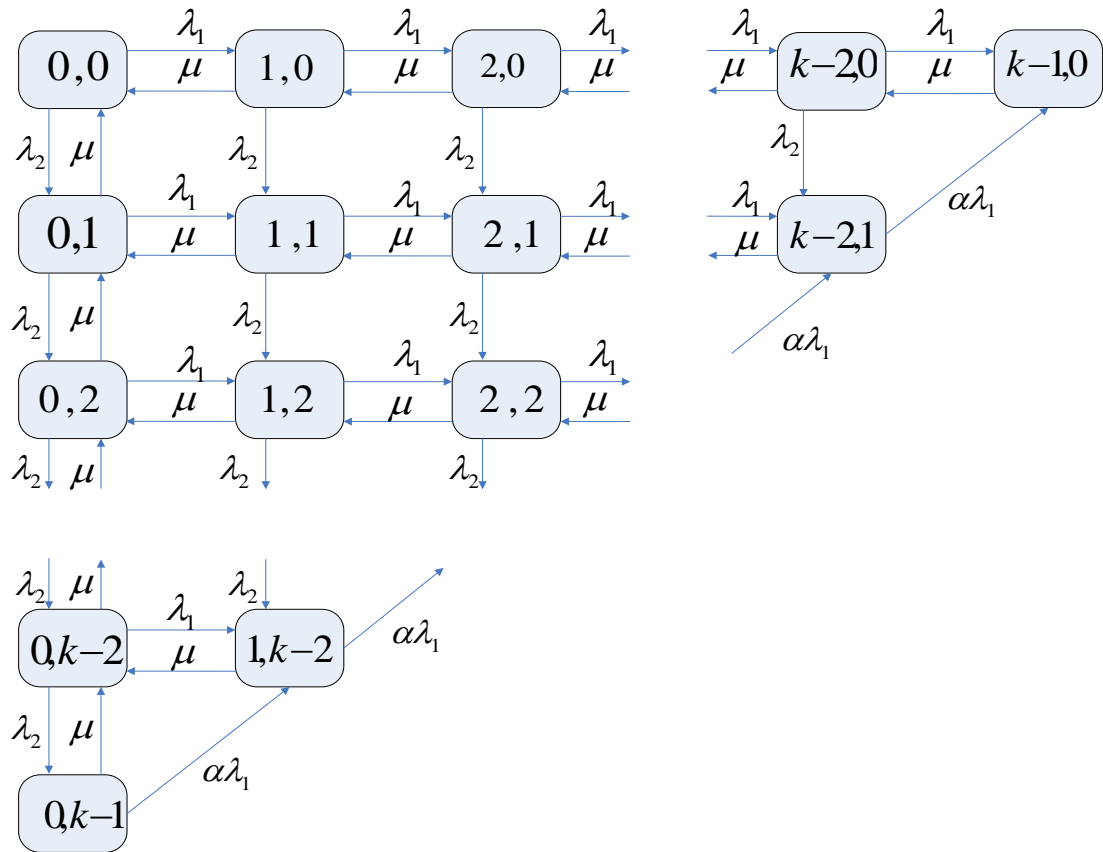 λ₁ λ₁ λ₁ λ₁ λ₁
0,0 μ 1,0 μ 2,0 μ μ k−2,0 μ k−1,0
λ₂ μ λ₂ λ₂ λ₂
λ₁ λ₁ λ₁ λ₁ αλ₁
0,1 μ 1,1 μ 2,1 μ μ k−2,1
λ₂ μ λ₂ λ₂ αλ₁
λ₁ λ₁ λ₁
0,2 μ 1,2 μ 2,2 μ
λ₂ μ λ₂ λ₂
λ₂ μ λ₂
λ₁
0,k−2 μ 1,k−2 αλ₁
λ₂ μ
αλ₁
0,k−1